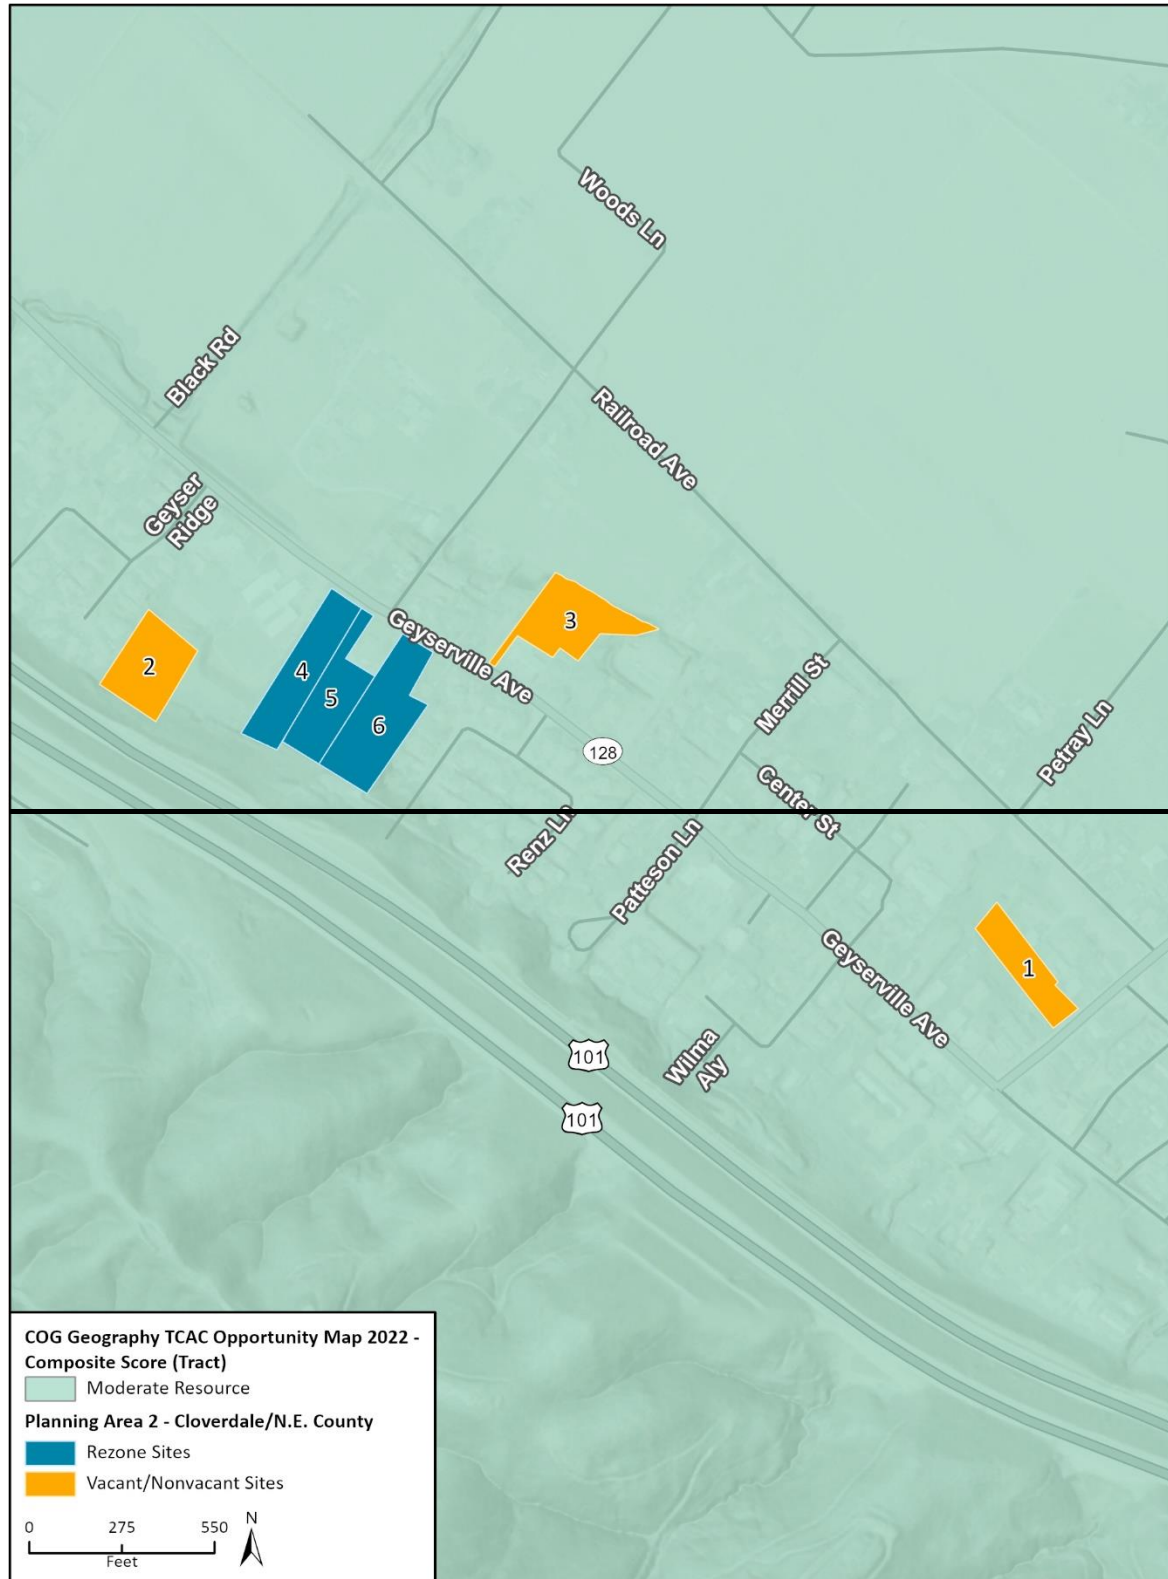 Woods Ln
Black Rd
Railroad Ave
Geyser
Ridge
3
Geyserville Ave
2
4
5
6
Merrill St
Petray Ln
128
Center St
Renz Ln
Patteson Ln
1
Geyserville Ave
101
Wilma
Aly
101
COG Geography TCAC Opportunity Map 2022 -
Composite Score (Tract)
Moderate Resource
Planning Area 2 - Cloverdale/N.E. County
Rezone Sites
Vacant/Nonvacant Sites
0 275 550
Feet
N